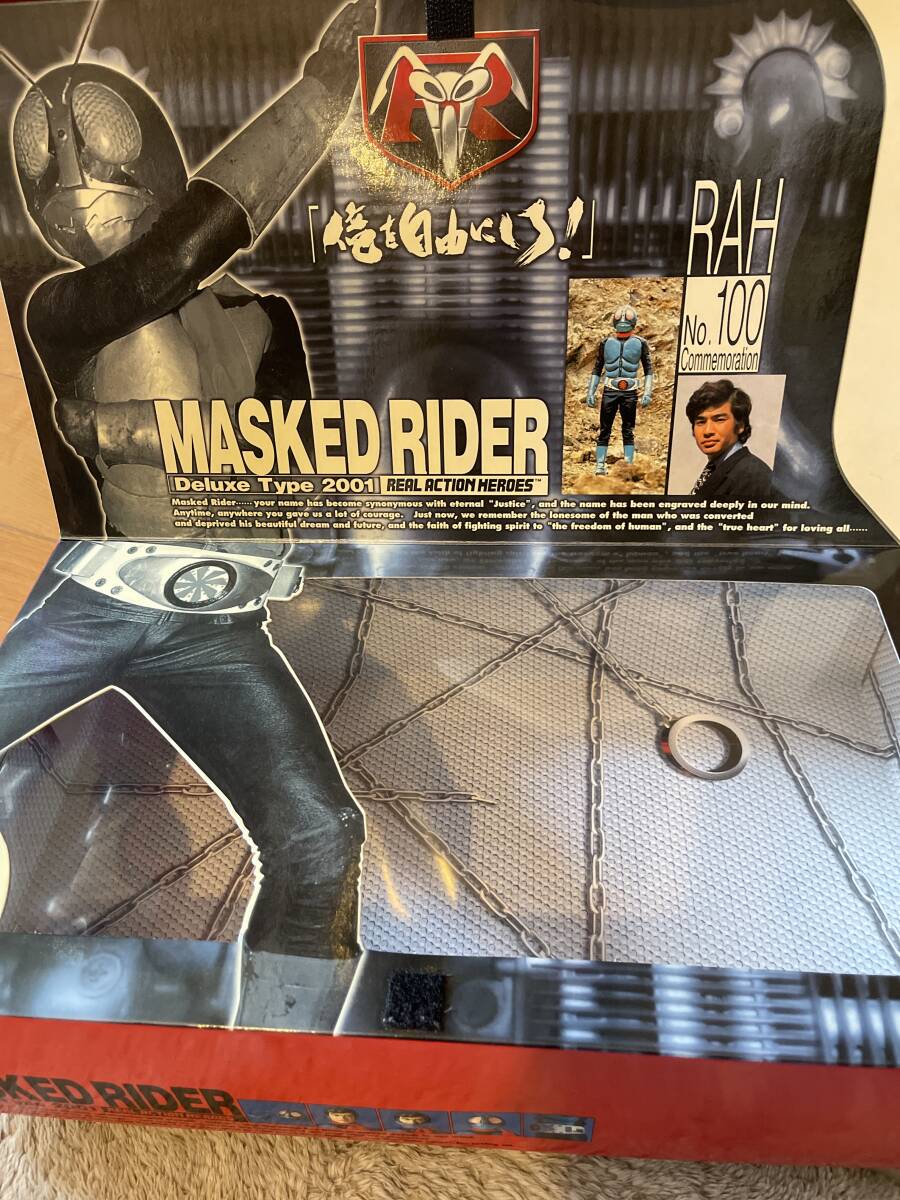 「俺を自由にしろ!」
RAH
No. 100
Commemoration
MASKED RIDER
Deluxe Type 2001 REAL ACTION HEROES™
Masked Rider......your name has become synonymous with eternal "Justice", and the name has been engraved deeply in our mind.
Anytime, anywhere you gave us a lot of courage. Just now, we remember the lonesome of the man who was converted
and deprived his beautiful dream and future, and the faith of fighting spirit to "the freedom of human", and the "true heart" for loving all......
SKED RIDER